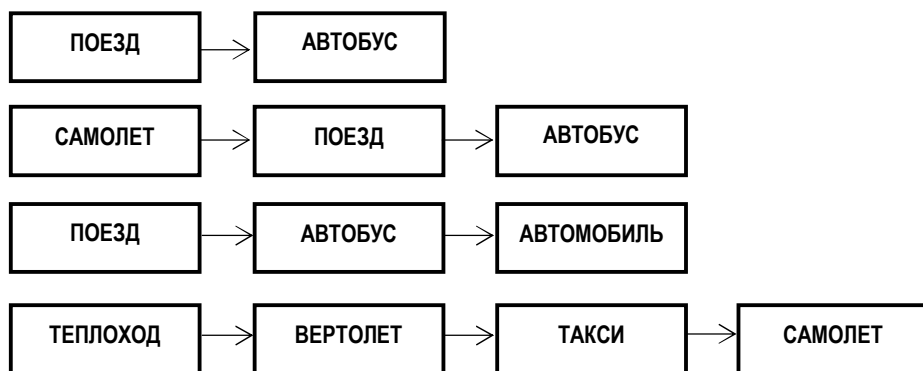 ПОЕЗД АВТОБУС
САМОЛЕТ ПОЕЗД АВТОБУС
ПОЕЗД АВТОБУС АВТОМОБИЛЬ
ТЕПЛОХОД ВЕРТОЛЕТ ТАКСИ САМОЛЕТ